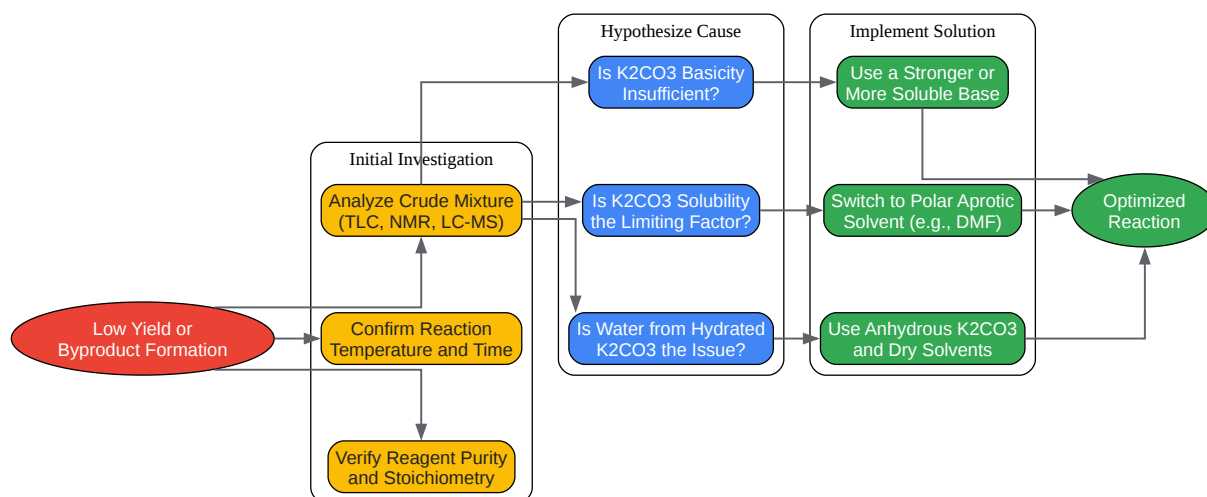 Hypothesize Cause
Implement Solution
Is K2CO3 Basicity
Insufficient?
Use a Stronger or
More Soluble Base
Initial Investigation
Analyze Crude Mixture
(TLC, NMR, LC-MS)
Is K2CO3 Solubility
the Limiting Factor?
Switch to Polar Aprotic
Solvent (e.g., DMF)
Optimized
Reaction
Low Yield or
Byproduct Formation
Confirm Reaction
Temperature and Time
Is Water from Hydrated
K2CO3 the Issue?
Use Anhydrous K2CO3
and Dry Solvents
Verify Reagent Purity
and Stoichiometry